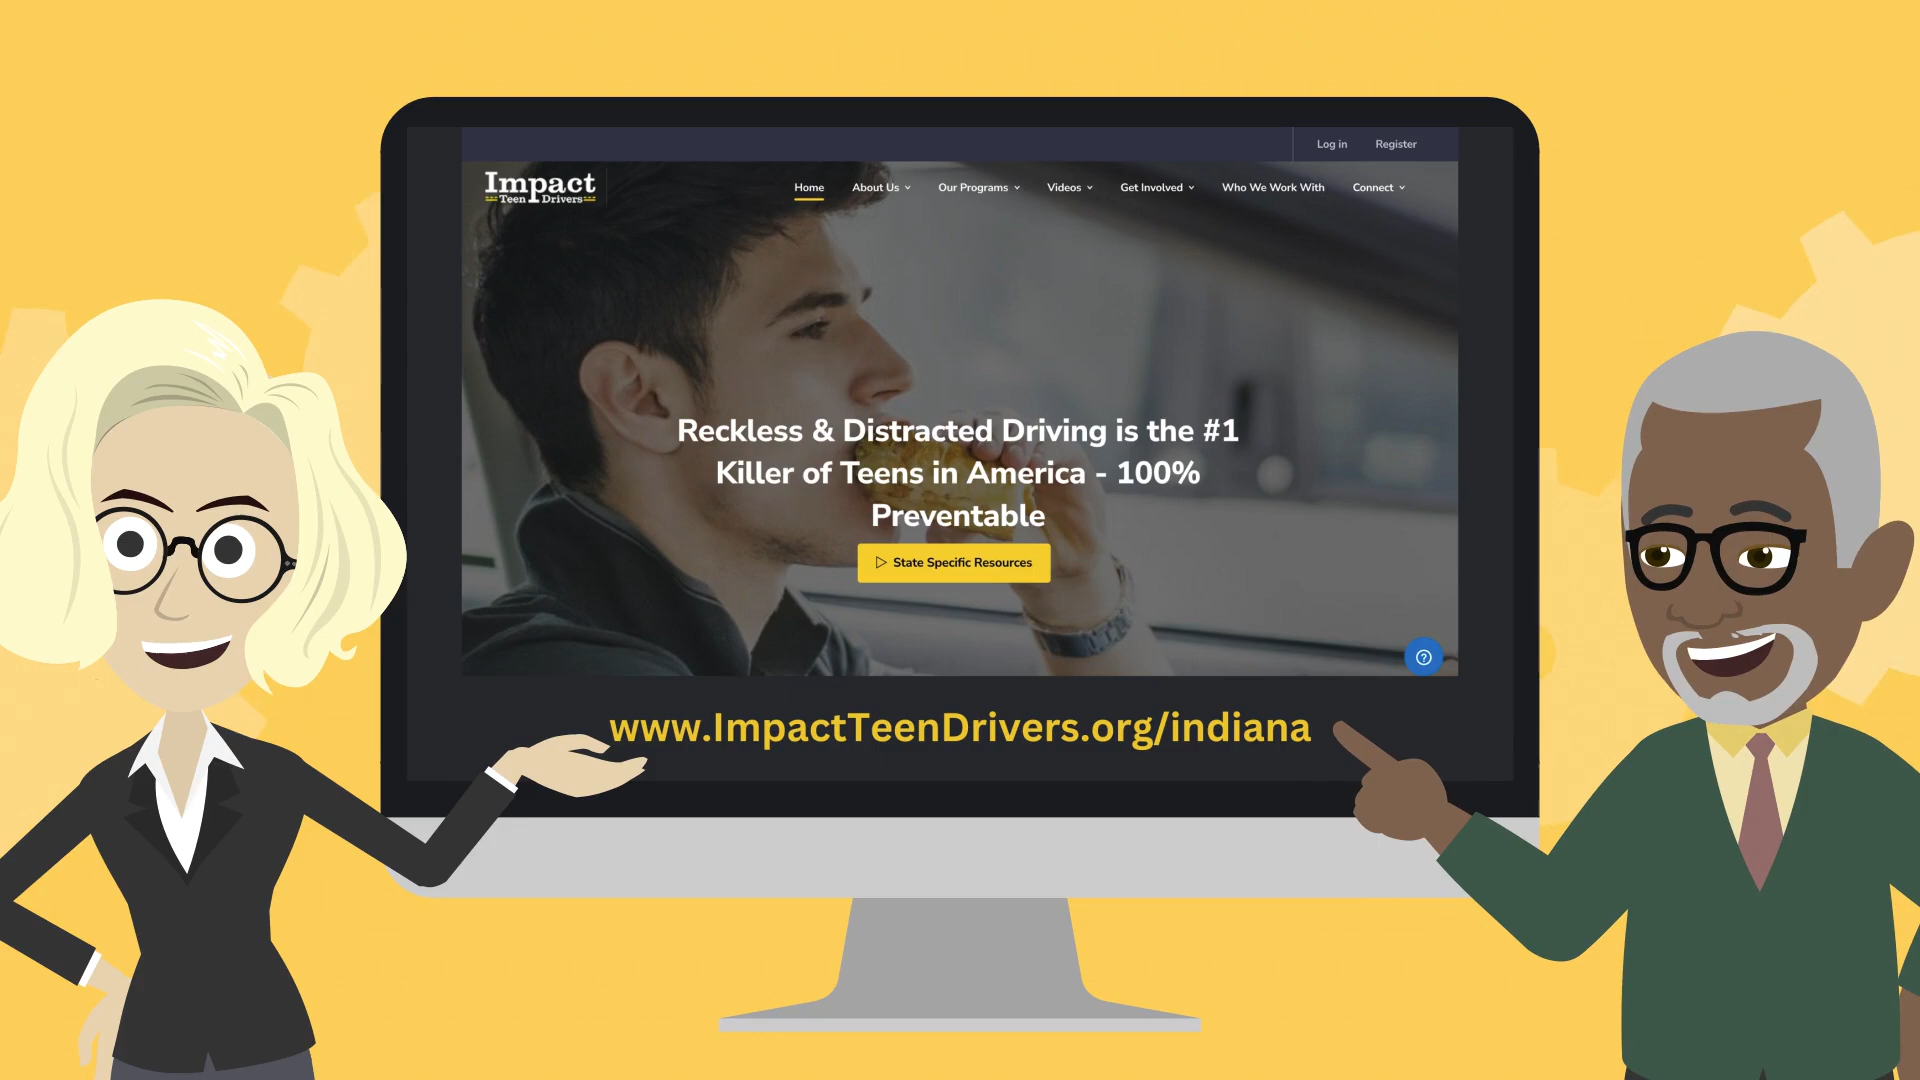 Log in Register
Impact
Teen Drivers
Home About Us Our Programs Videos Get Involved Who We Work With Connect
Reckless & Distracted Driving is the #1
Killer of Teens in America - 100%
Preventable
State Specific Resources
?
www.ImpactTeenDrivers.org/indiana